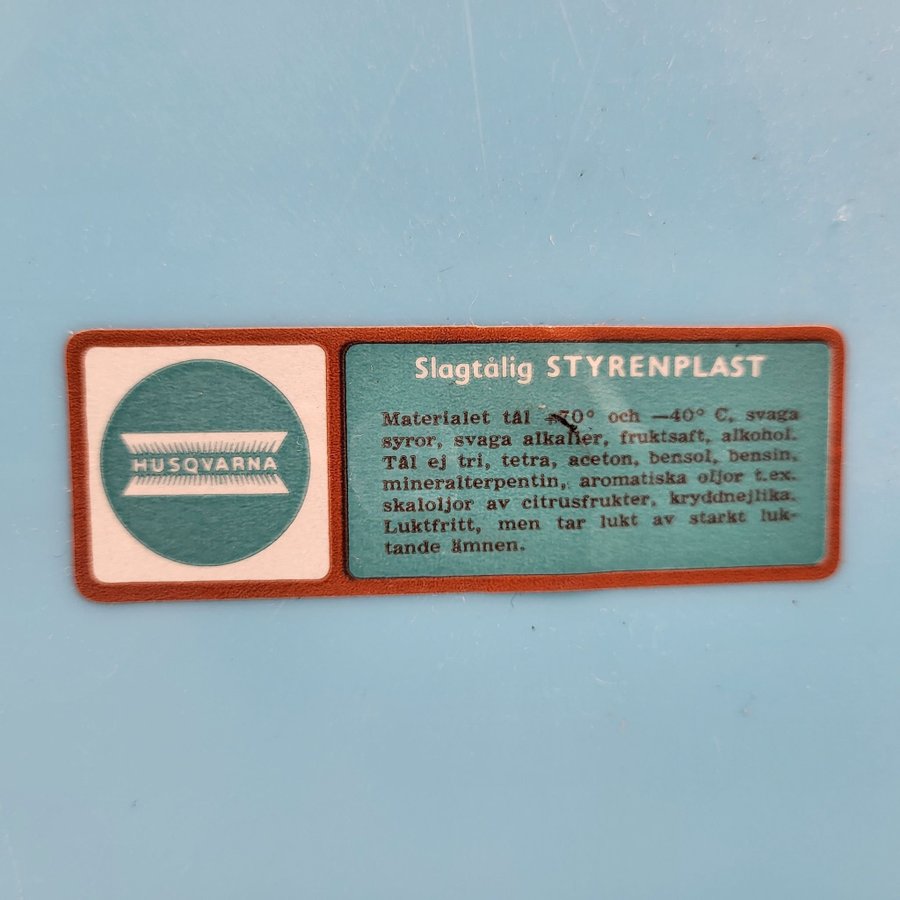 HUSQVARNA
Slagtålig STYRENPLAST
Materialet tål +70° och —40° C, svaga
syror, svaga alkalier, fruktsaft, alkohol.
Tål ej tri, tetra, aceton, bensol, bensin,
mineralterpentin, aromatiska oljor t.ex.
skaloljor av citrusfrukter, kryddnejlika.
Luktfritt, men tar lukt av starkt luk-
tande ämnen.